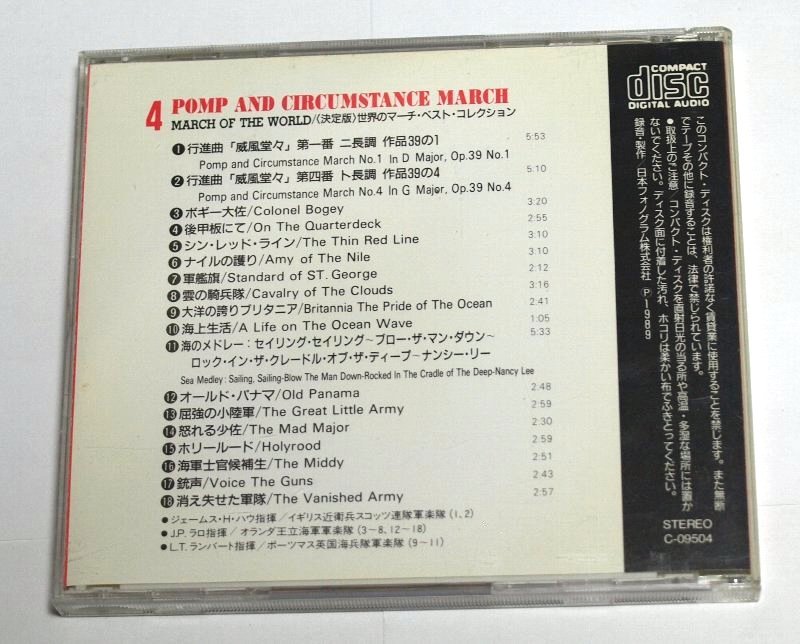 4 POMP AND CIRCUMSTANCE MARCH
MARCH OF THE WORLD/〈決定版〉世界のマーチ・ベスト・コレクション
❶ 行進曲「威風堂々」第一番 ニ長調 作品39の1 5:53
Pomp and Circumstance March No.1 In D Major, Op.39 No.1
❷ 行進曲「威風堂々」第四番 ト長調 作品39の4 5:10
Pomp and Circumstance March No.4 In G Major, Op.39 No.4
❸ ボギー大佐/Colonel Bogey 3:20
❹ 後甲板にて/On The Quarterdeck 2:55
❺ シン・レッド・ライン/The Thin Red Line 3:10
❻ ナイルの護り/Amy of The Nile 3:10
❼ 軍艦旗/Standard of ST. George 2:12
❽ 雲の騎兵隊/Cavalry of The Clouds 3:16
❾ 大洋の誇りブリタニア/Britannia The Pride of The Ocean 2:41
❿ 海上生活/A Life on The Ocean Wave 1:05
⓫ 海のメドレー:セイリング・セイリング~ブロー・ザ・マン・ダウン~ 5:33
ロック・イン・ザ・クレードル・オブ・ザ・ディープ~ナンシー・リー
Sea Medley: Sailing, Sailing-Blow The Man Down-Rocked In The Cradle of The Deep-Nancy Lee
⓬ オールド・パナマ/Old Panama 2:48
⓭ 屈強の小陸軍/The Great Little Army 2:59
⓮ 怒れる少佐/The Mad Major 2:30
⓯ ホリールード/Holyrood 2:59
⓰ 海軍士官候補生/The Middy 2:51
⓱ 銃声/Voice The Guns 2:43
⓲ 消え失せた軍隊/The Vanished Army 2:57
●ジェームス・H・ハウ指揮/イギリス近衛兵スコッツ連隊軍楽隊(1、2)
●J.P.ラロ指揮/オランダ王立海軍軍楽隊(3~8、12~18)
●L.T.ランバート指揮/ポーツマス英国海兵隊軍楽隊(9~11)
COMPACT
disc
DIGITAL AUDIO
このコンパクト・ディスクは権利者の許諾なく賃貸業に使用することを禁じます。また無断
でテープその他に録音することは、法律で禁じられています。
●取扱上のご注意/コンパクト・ディスクを直射日光の当る所や高温・多湿な場所には置か
ないでください。ディスク面に付着した汚れ、ホコリは柔かい布でふきとってください。
録音・製作/日本フォノグラム株式会社 Ⓟ1989
STEREO
C-09504